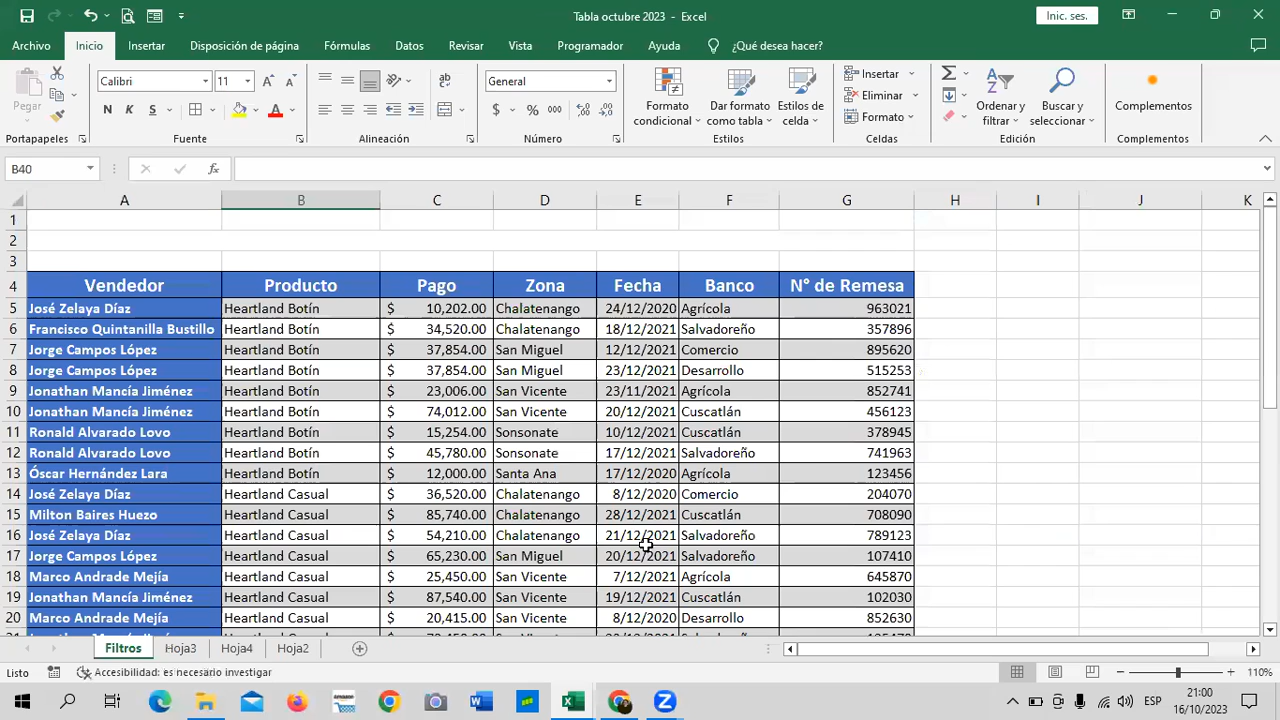 Tabla octubre 2023 - Excel
Inic. ses.
Archivo Inicio Insertar Disposición de página Fórmulas Datos Revisar Vista Programador Ayuda ¿Qué desea hacer?
Pegar
Calibri 11
General
Formato condicional
Dar formato como tabla
Estilos de celda
Insertar
Eliminar
Formato
Ordenar y filtrar
Buscar y seleccionar
Complementos
N K S
$ % 000
Portapapeles Fuente Alineación Número Estilos Celdas Edición Complementos
B40 fx
A B C D E F G H I J K
1
2
3
4 Vendedor Producto Pago Zona Fecha Banco N° de Remesa
5 José Zelaya Díaz Heartland Botín $ 10,202.00 Chalatenango 24/12/2020 Agrícola 963021
6 Francisco Quintanilla Bustillo Heartland Botín $ 34,520.00 Chalatenango 18/12/2021 Salvadoreño 357896
7 Jorge Campos López Heartland Botín $ 37,854.00 San Miguel 12/12/2021 Comercio 895620
8 Jorge Campos López Heartland Botín $ 37,854.00 San Miguel 23/12/2021 Desarrollo 515253
9 Jonathan Mancía Jiménez Heartland Botín $ 23,006.00 San Vicente 23/11/2021 Agrícola 852741
10 Jonathan Mancía Jiménez Heartland Botín $ 74,012.00 San Vicente 20/12/2021 Cuscatlán 456123
11 Ronald Alvarado Lovo Heartland Botín $ 15,254.00 Sonsonate 10/12/2021 Cuscatlán 378945
12 Ronald Alvarado Lovo Heartland Botín $ 45,780.00 Sonsonate 17/12/2021 Salvadoreño 741963
13 Óscar Hernández Lara Heartland Botín $ 12,000.00 Santa Ana 17/12/2020 Agrícola 123456
14 José Zelaya Díaz Heartland Casual $ 36,520.00 Chalatenango 8/12/2020 Comercio 204070
15 Milton Baires Huezo Heartland Casual $ 85,740.00 Chalatenango 28/12/2021 Cuscatlán 708090
16 José Zelaya Díaz Heartland Casual $ 54,210.00 Chalatenango 21/12/2021 Salvadoreño 789123
17 Jorge Campos López Heartland Casual $ 65,230.00 San Miguel 20/12/2021 Salvadoreño 107410
18 Marco Andrade Mejía Heartland Casual $ 25,450.00 San Vicente 7/12/2021 Agrícola 645870
19 Jonathan Mancía Jiménez Heartland Casual $ 87,540.00 San Vicente 19/12/2021 Cuscatlán 102030
20 Marco Andrade Mejía Heartland Casual $ 20,415.00 San Vicente 8/12/2020 Desarrollo 852630
Filtros Hoja3 Hoja4 Hoja2
Listo Accesibilidad: es necesario investigar 110%
ESP
21:00
16/10/2023